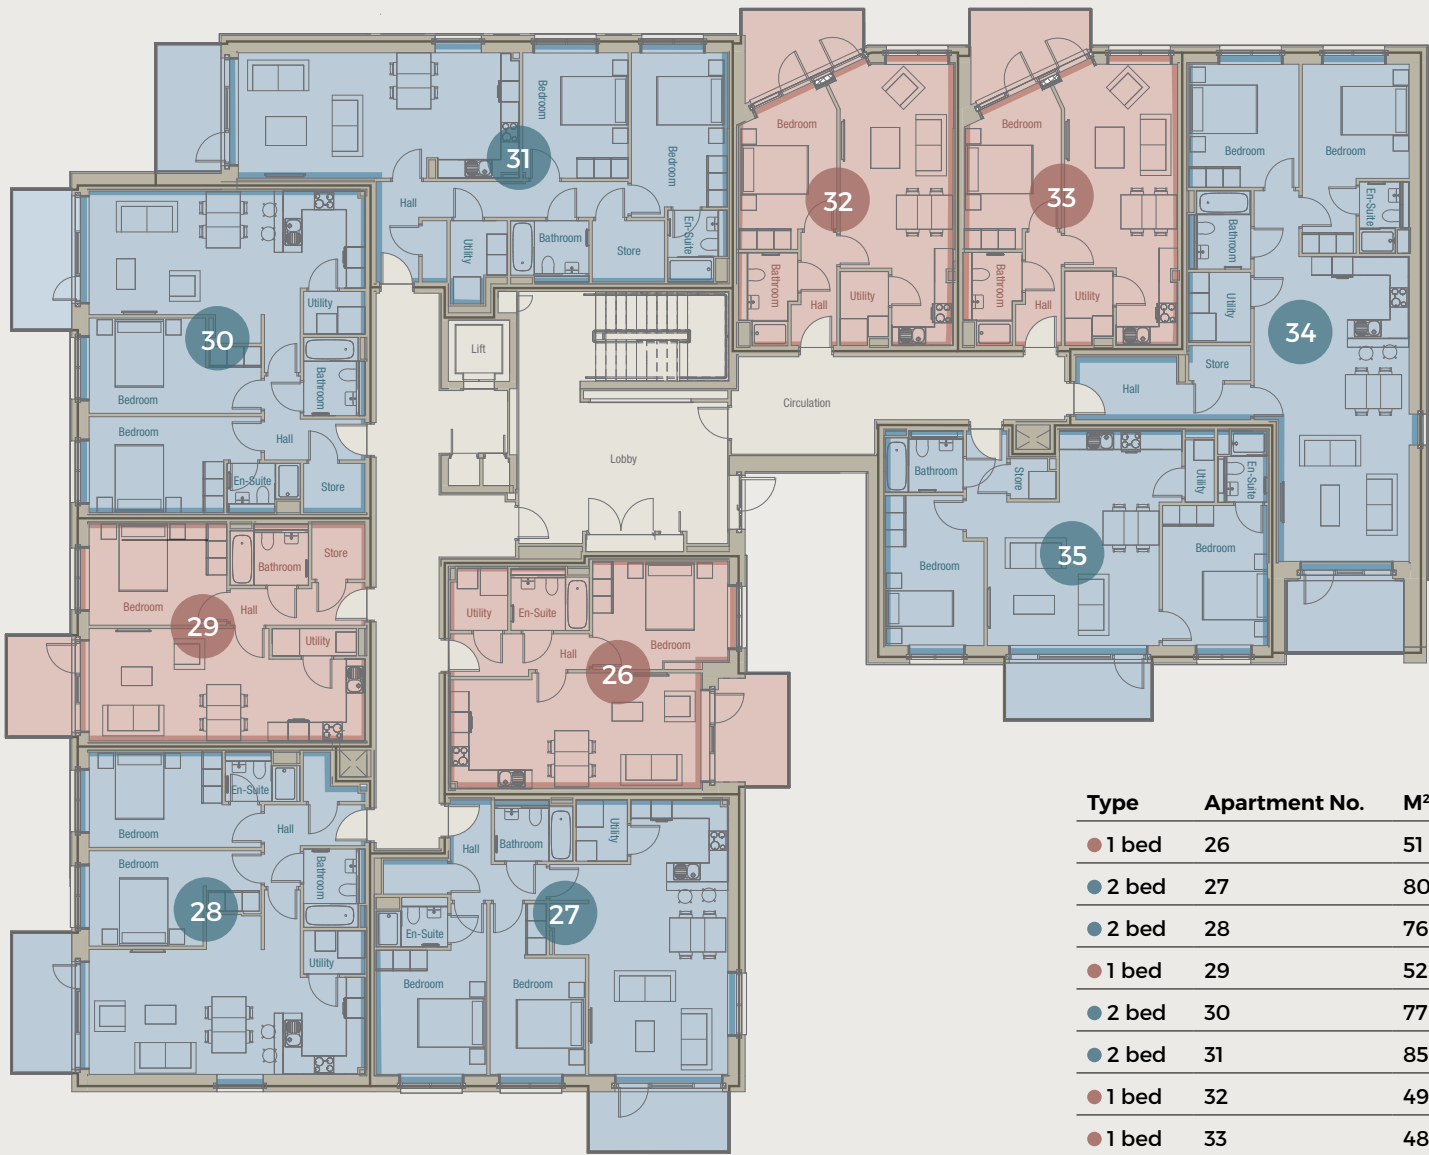 31
Bedroom
Bedroom
Hall
Utility
Bathroom
Store
En-Suite
32
Bedroom
Bathroom
Hall
Utility
33
Bedroom
Bathroom
Hall
Utility
34
Bedroom
Bedroom
En-Suite
Bathroom
Utility
Store
Hall
30
Utility
Bedroom
Bathroom
Bedroom
Hall
En-Suite
Store
Lift
Circulation
Lobby
35
Bathroom
Store
Utility
En-Suite
Bedroom
Bedroom
29
Bathroom
Store
Bedroom
Hall
Utility
26
Utility
En-Suite
Hall
Bedroom
28
En-Suite
Bedroom
Hall
Bedroom
Bathroom
Utility
27
Hall
Bathroom
Utility
En-Suite
Bedroom
Bedroom
Type Apartment No. M²
1 bed 26 51
2 bed 27 80
2 bed 28 76
1 bed 29 52
2 bed 30 77
2 bed 31 85
1 bed 32 49
1 bed 33 48